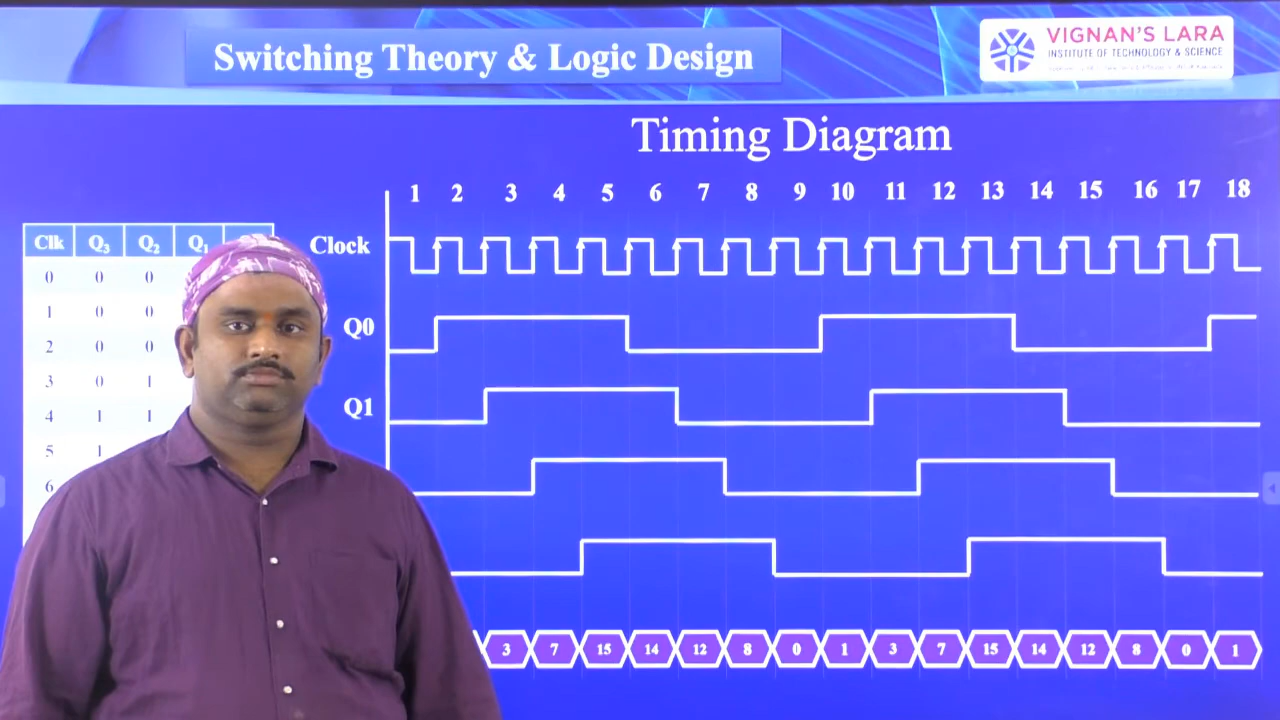 Switching Theory & Logic Design
VIGNAN'S LARA
INSTITUTE OF TECHNOLOGY & SCIENCE
Timing Diagram
1 2 3 4 5 6 7 8 9 10 11 12 13 14 15 16 17 18
Clk Q3 Q2 Q1
0 0 0
1 0 0
2 0 0
3 0 1
4 1 1
5 1
6
Clock
Q0
Q1
3 7 15 14 12 8 0 1 3 7 15 14 12 8 0 1